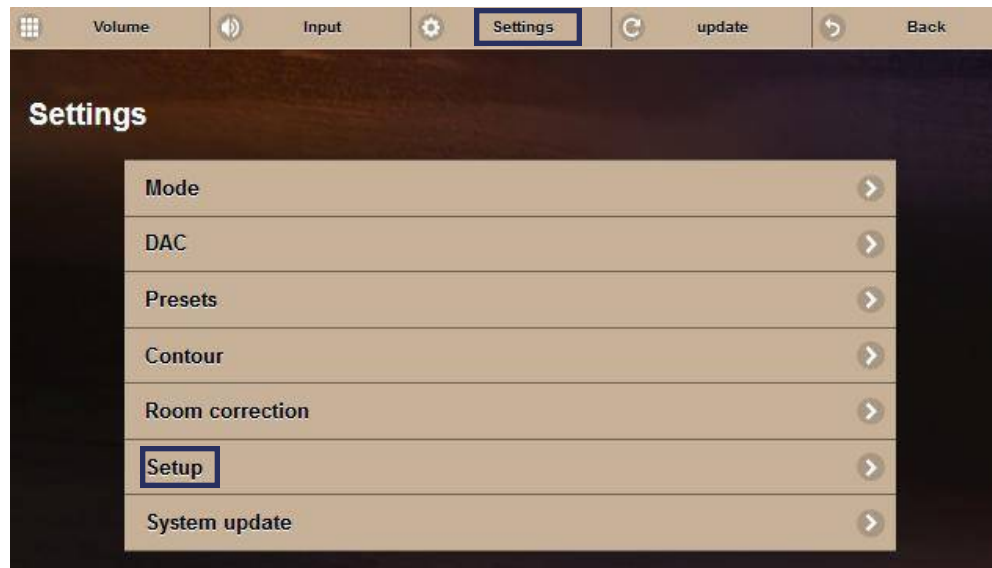 Volume Input Settings update Back
Settings
Mode
DAC
Presets
Contour
Room correction
Setup
System update